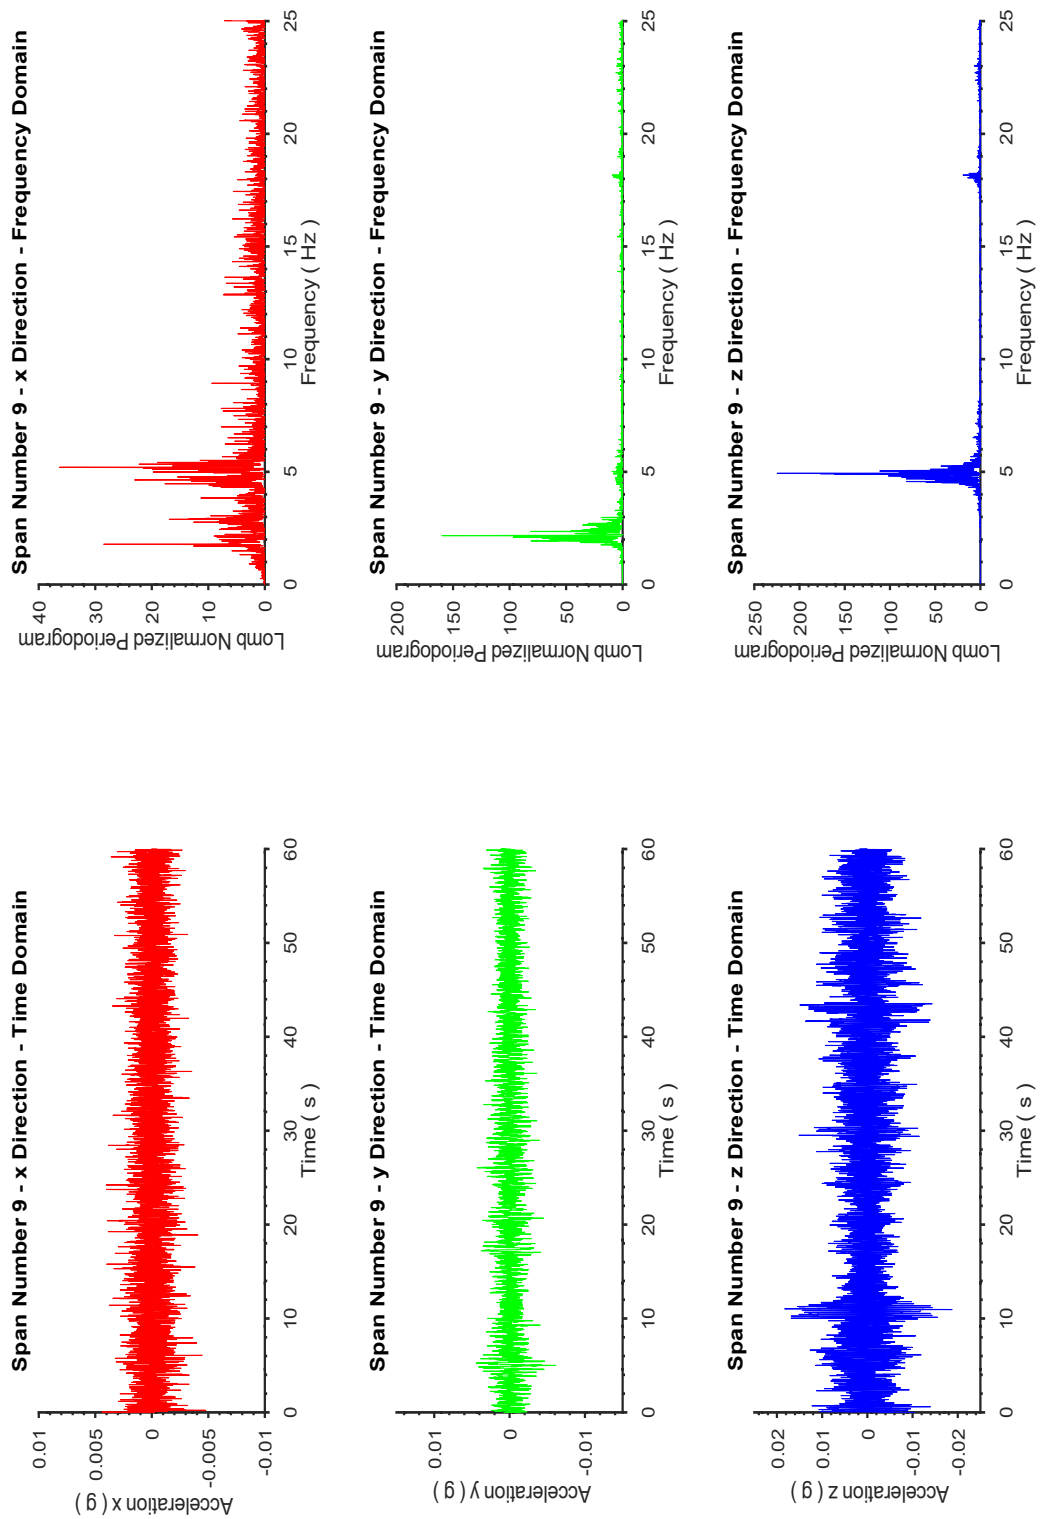 Span Number 9 - x Direction - Time Domain
Acceleration x ( g )
0.01
0.005
0
-0.005
-0.01
0 10 20 30 40 50 60
Time ( s )
Span Number 9 - x Direction - Frequency Domain
Lomb Normalized Periodogram
40
30
20
10
0
0 5 10 15 20 25
Frequency ( Hz )
Span Number 9 - y Direction - Time Domain
Acceleration y ( g )
0.01
0
-0.01
0 10 20 30 40 50 60
Time ( s )
Span Number 9 - y Direction - Frequency Domain
Lomb Normalized Periodogram
200
150
100
50
0
0 5 10 15 20 25
Frequency ( Hz )
Span Number 9 - z Direction - Time Domain
Acceleration z ( g )
0.02
0.01
0
-0.01
-0.02
0 10 20 30 40 50 60
Time ( s )
Span Number 9 - z Direction - Frequency Domain
Lomb Normalized Periodogram
250
200
150
100
50
0
0 5 10 15 20 25
Frequency ( Hz )